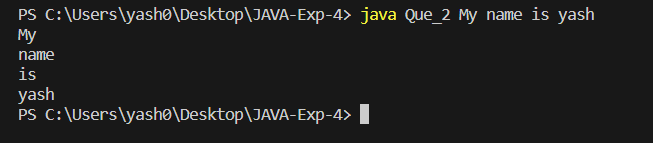 PS C:\Users\yash0\Desktop\JAVA-Exp-4> java Que_2 My name is yash
My
name
is
yash
PS C:\Users\yash0\Desktop\JAVA-Exp-4>